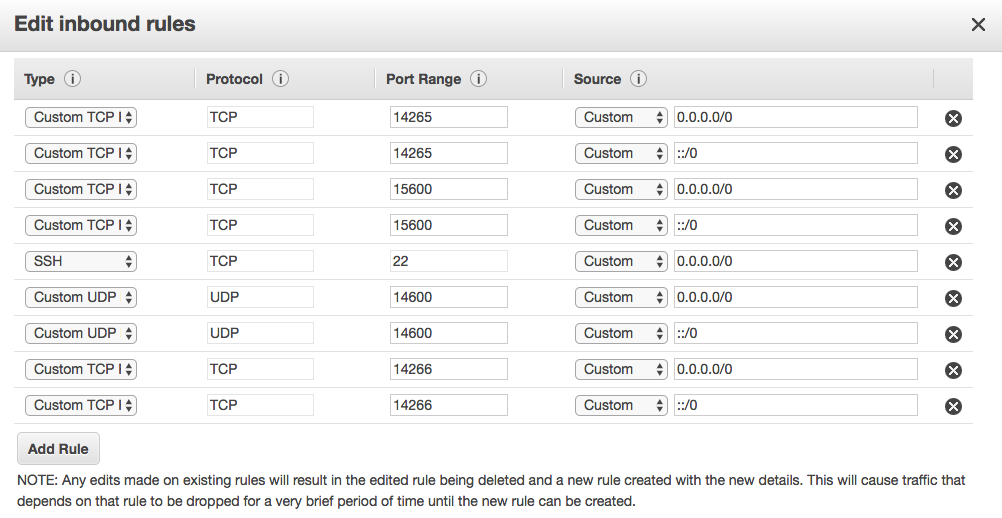 Edit inbound rules
Type Protocol Port Range Source
Custom TCP TCP 14265 Custom 0.0.0.0/0
Custom TCP TCP 14265 Custom ::/0
Custom TCP TCP 15600 Custom 0.0.0.0/0
Custom TCP TCP 15600 Custom ::/0
SSH TCP 22 Custom 0.0.0.0/0
Custom UDP UDP 14600 Custom 0.0.0.0/0
Custom UDP UDP 14600 Custom ::/0
Custom TCP TCP 14266 Custom 0.0.0.0/0
Custom TCP TCP 14266 Custom ::/0
Add Rule
NOTE: Any edits made on existing rules will result in the edited rule being deleted and a new rule created with the new details. This will cause traffic that
depends on that rule to be dropped for a very brief period of time until the new rule can be created.